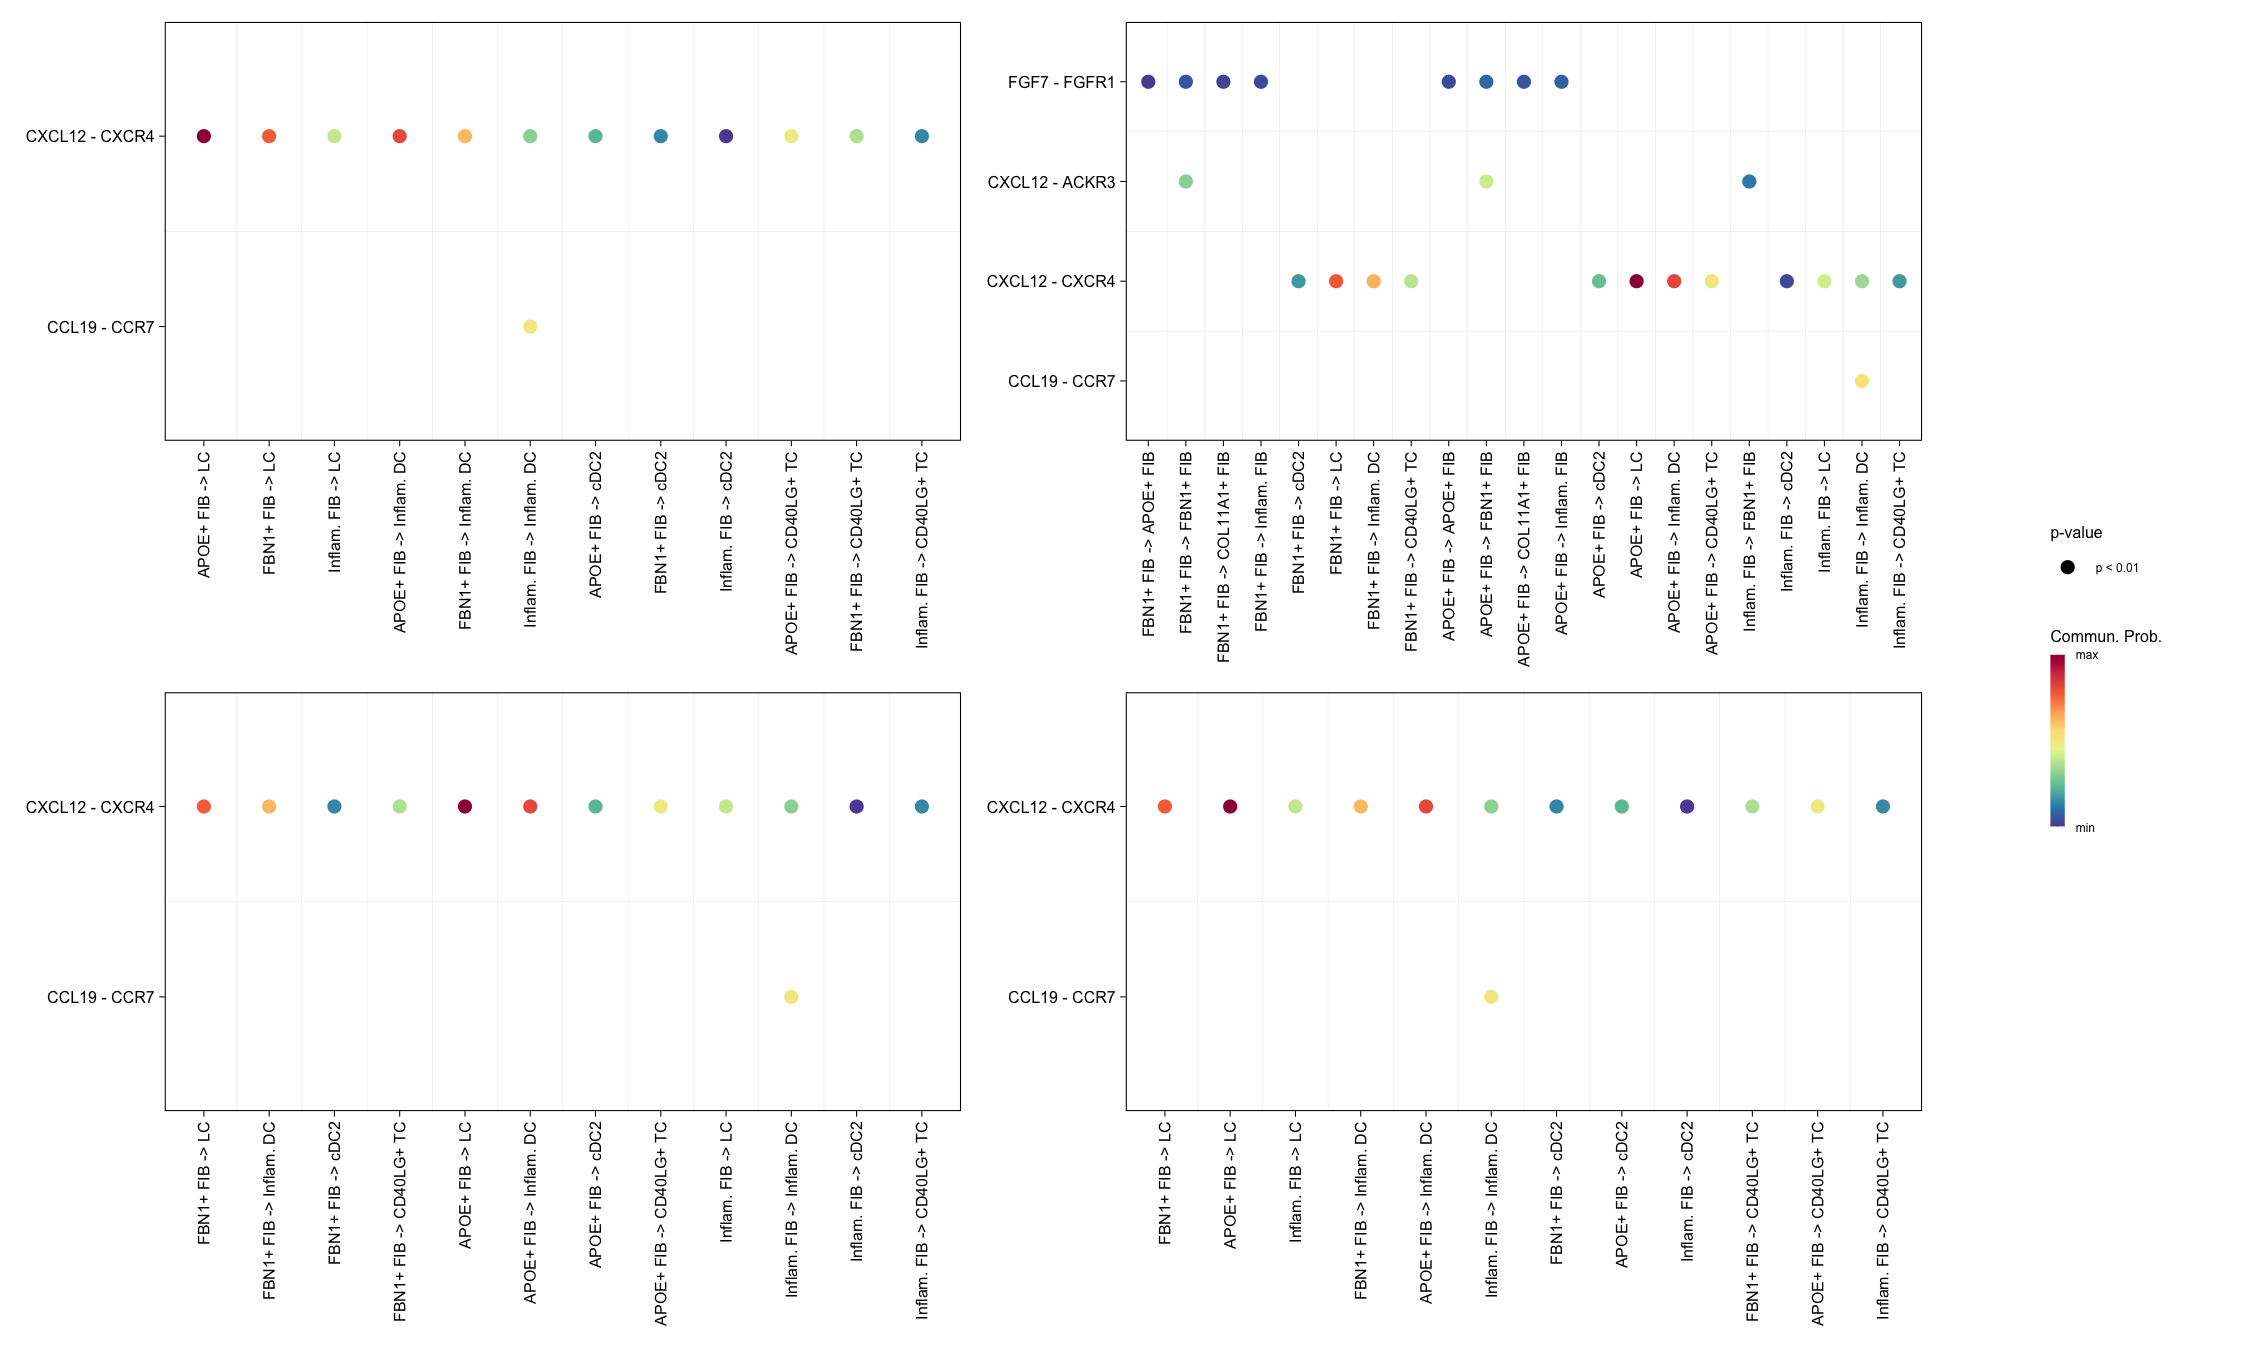 CXCL12 - CXCR4
CCL19 - CCR7
APOE+ FIB -> LC
FBN1+ FIB -> LC
Inflam. FIB -> LC
APOE+ FIB -> Inflam. DC
FBN1+ FIB -> Inflam. DC
Inflam. FIB -> Inflam. DC
APOE+ FIB -> cDC2
FBN1+ FIB -> cDC2
Inflam. FIB -> cDC2
APOE+ FIB -> CD40LG+ TC
FBN1+ FIB -> CD40LG+ TC
Inflam. FIB -> CD40LG+ TC
FGF7 - FGFR1
CXCL12 - ACKR3
CXCL12 - CXCR4
CCL19 - CCR7
FBN1+ FIB -> APOE+ FIB
FBN1+ FIB -> FBN1+ FIB
FBN1+ FIB -> COL11A1+ FIB
FBN1+ FIB -> Inflam. FIB
FBN1+ FIB -> cDC2
FBN1+ FIB -> LC
FBN1+ FIB -> Inflam. DC
FBN1+ FIB -> CD40LG+ TC
APOE+ FIB -> APOE+ FIB
APOE+ FIB -> FBN1+ FIB
APOE+ FIB -> COL11A1+ FIB
APOE+ FIB -> Inflam. FIB
APOE+ FIB -> cDC2
APOE+ FIB -> LC
APOE+ FIB -> Inflam. DC
APOE+ FIB -> CD40LG+ TC
Inflam. FIB -> FBN1+ FIB
Inflam. FIB -> cDC2
Inflam. FIB -> LC
Inflam. FIB -> Inflam. DC
Inflam. FIB -> CD40LG+ TC
p-value
p < 0.01
Commun. Prob.
max
min
CXCL12 - CXCR4
CCL19 - CCR7
FBN1+ FIB -> LC
FBN1+ FIB -> Inflam. DC
FBN1+ FIB -> cDC2
FBN1+ FIB -> CD40LG+ TC
APOE+ FIB -> LC
APOE+ FIB -> Inflam. DC
APOE+ FIB -> cDC2
APOE+ FIB -> CD40LG+ TC
Inflam. FIB -> LC
Inflam. FIB -> Inflam. DC
Inflam. FIB -> cDC2
Inflam. FIB -> CD40LG+ TC
CXCL12 - CXCR4
CCL19 - CCR7
FBN1+ FIB -> LC
APOE+ FIB -> LC
Inflam. FIB -> LC
FBN1+ FIB -> Inflam. DC
APOE+ FIB -> Inflam. DC
Inflam. FIB -> Inflam. DC
FBN1+ FIB -> cDC2
APOE+ FIB -> cDC2
Inflam. FIB -> cDC2
FBN1+ FIB -> CD40LG+ TC
APOE+ FIB -> CD40LG+ TC
Inflam. FIB -> CD40LG+ TC